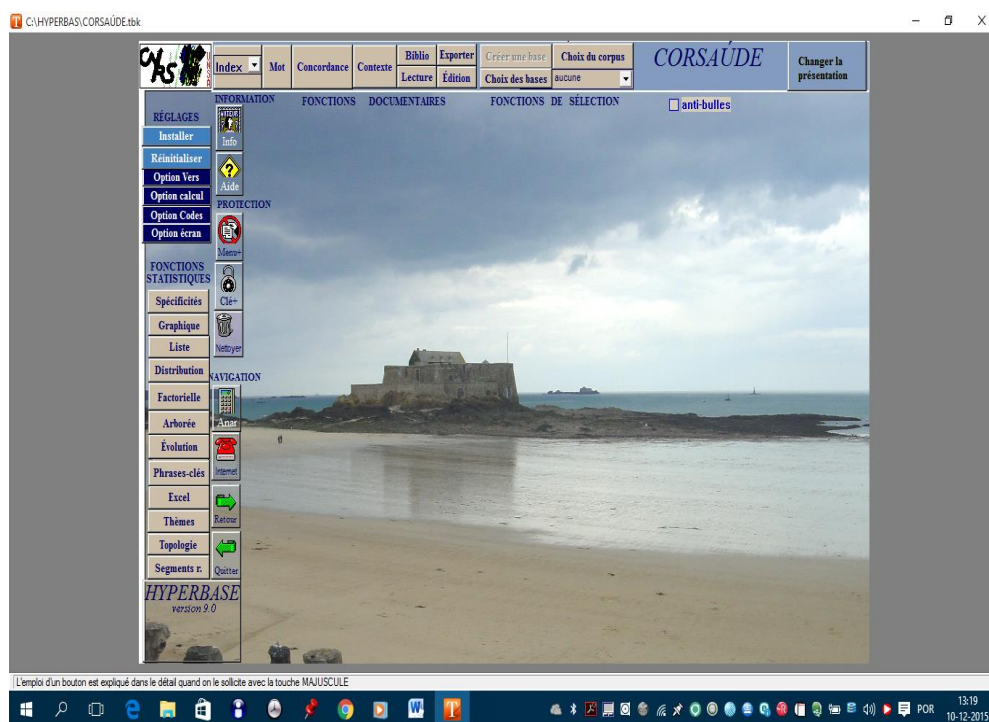 C:\HYPERBAS\CORSAÚDE.tbk
Index
Mot
Concordance
Contexte
Biblio
Lecture
Exporter
Édition
Créer une base
Choix des bases
Choix du corpus
aucune
CORSAÚDE
Changer la
présentation
INFORMATION
FONCTIONS DOCUMENTAIRES
FONCTIONS DE SÉLECTION
anti-bulles
RÉGLAGES
Installer
Réinitialiser
Option Vers
Option calcul
Option Codes
Option écran
FONCTIONS
STATISTIQUES
Spécificités
Graphique
Liste
Distribution
Factorielle
Arborée
Évolution
Phrases-clés
Excel
Thèmes
Topologie
Segments r.
HYPERBASE
version 9.0
Info
Aide
PROTECTION
Menu+
Clé+
Nettoyer
NAVIGATION
Anar
Internet
Retour
Quitter
L'emploi d'un bouton est expliqué dans le détail quand on le sollicite avec la touche MAJUSCULE
POR
13:19
10-12-2015